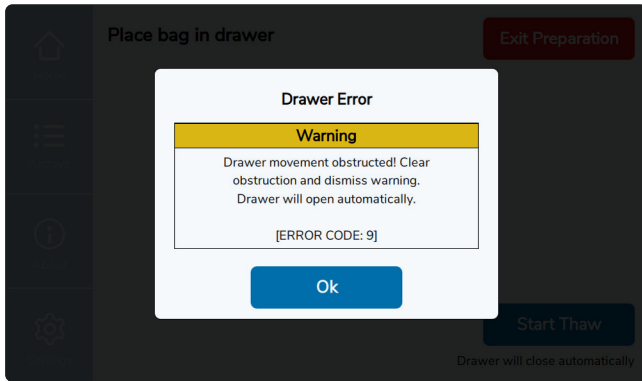 Place bag in drawer
Exit Preparation
Drawer Error
Warning
Drawer movement obstructed! Clear
obstruction and dismiss warning.
Drawer will open automatically.
[ERROR CODE: 9]
Ok
Start Thaw
Drawer will close automatically